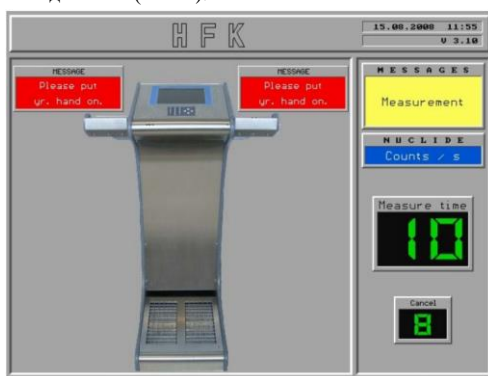 HFK
15.08.2008 11:55
V 3.10
MESSAGE
Please put
yr. hand on.
MESSAGE
Please put
yr. hand on.
MESSAGES
Measurement
NUCLIDE
Counts / s
Measure time
10
Cancel
8